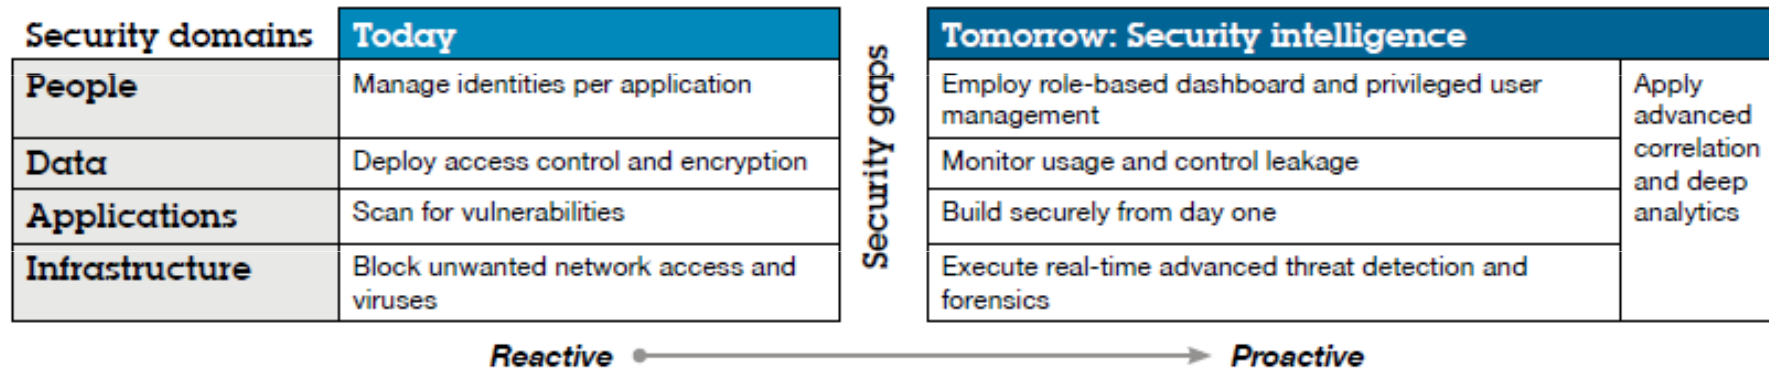 Security domains
Today
Security gaps
Tomorrow: Security intelligence
People
Manage identities per application
Employ role-based dashboard and privileged user
management
Apply
advanced
correlation
and deep
analytics
Data
Deploy access control and encryption
Monitor usage and control leakage
Applications
Scan for vulnerabilities
Build securely from day one
Infrastructure
Block unwanted network access and
viruses
Execute real-time advanced threat detection and
forensics
Reactive
Proactive